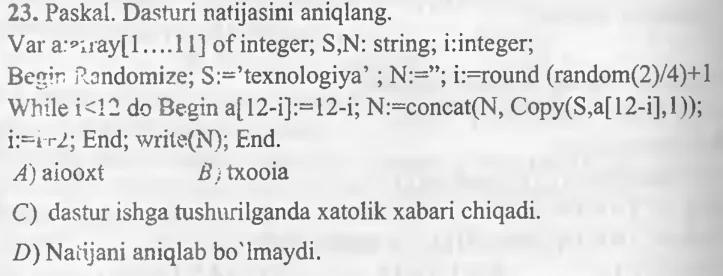 23. Paskal. Dasturi natijasini aniqlang.
Var a:array[1....11] of integer; S,N: string; i:integer;
Begin Randomize; S:='texnologiya' ; N:=''; i:=round (random(2)/4)+1
While i<12 do Begin a[12-i]:=12-i; N:=concat(N, Copy(S,a[12-i],1));
i:=i+2; End; write(N); End.
A) aiooxt B) txooia
C) dastur ishga tushurilganda xatolik xabari chiqadi.
D) Natijani aniqlab bo`lmaydi.